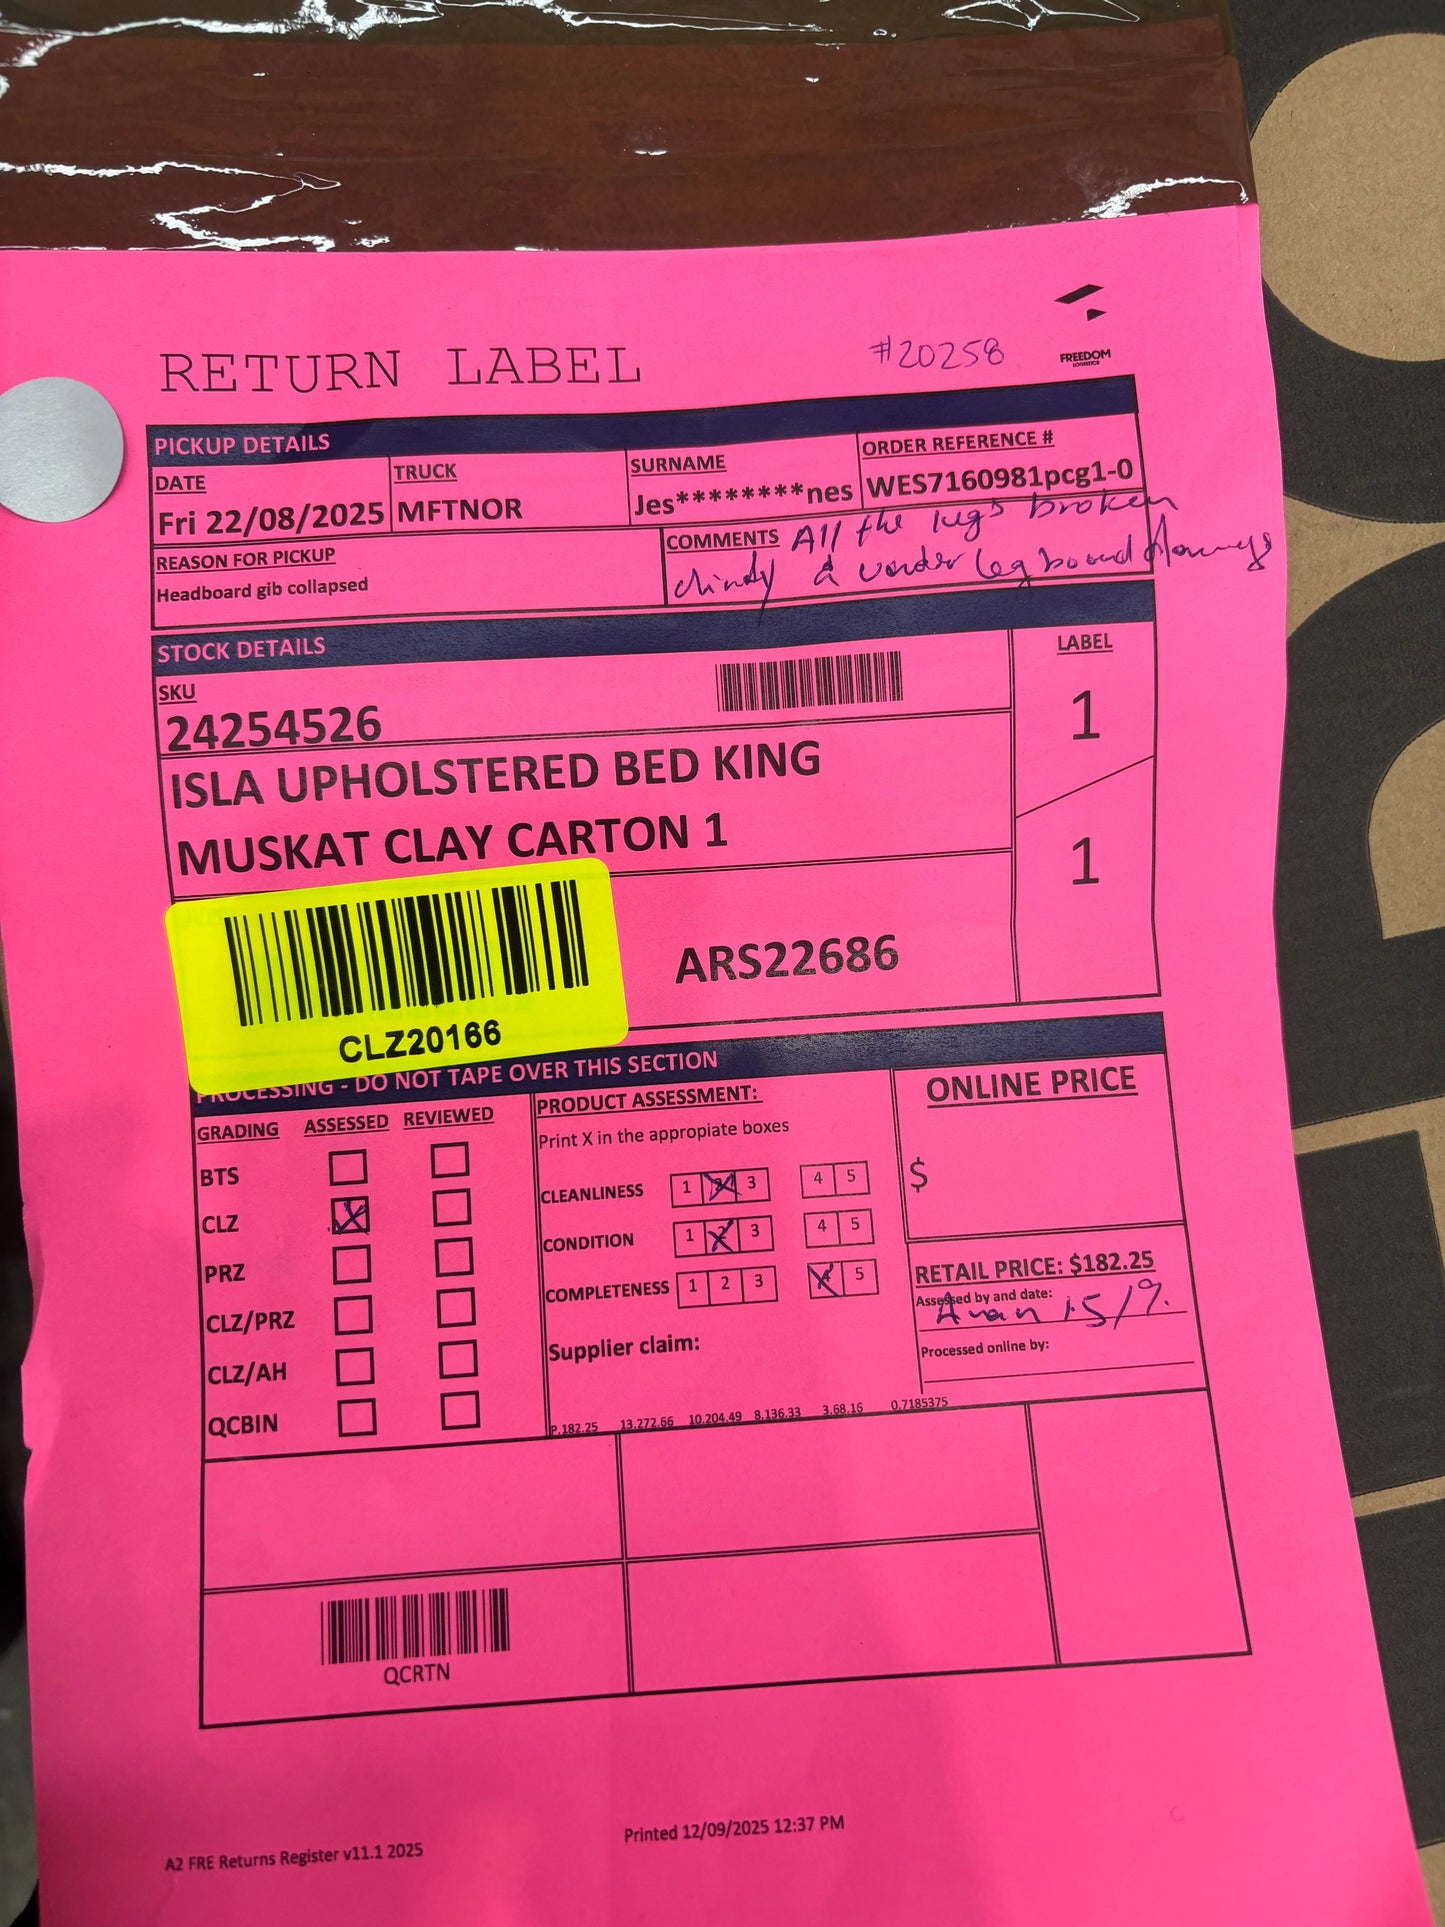 RETURN LABEL
#20258
FREEDOM
LOGISTICS
PICKUP DETAILS
DATE
Fri 22/08/2025
TRUCK
MFTNOR
SURNAME
Jes********nes
ORDER REFERENCE #
WES7160981pcg1-0
REASON FOR PICKUP
Headboard gib collapsed
COMMENTS All the legs broken
& under leg board
STOCK DETAILS
SKU
24254526
LABEL
1
1
ISLA UPHOLSTERED BED KING
MUSKAT CLAY CARTON 1
CLZ20166
ARS22686
PROCESSING - DO NOT TAPE OVER THIS SECTION
GRADING ASSESSED REVIEWED
BTS
CLZ X
PRZ
CLZ/PRZ
CLZ/AH
QCBIN
PRODUCT ASSESSMENT:
Print X in the appropiate boxes
CLEANLINESS 1 2 3 4 5
CONDITION 1 2 3 4 5
COMPLETENESS 1 2 3 4 5
Supplier claim:
P.182.25 13.272.66 10.204.49 8.136.33 3.68.16 0.7185375
ONLINE PRICE
$
RETAIL PRICE: $182.25
Assessed by and date:
15/9.
Processed online by:
QCRTN
A2 FRE Returns Register v11.1 2025
Printed 12/09/2025 12:37 PM